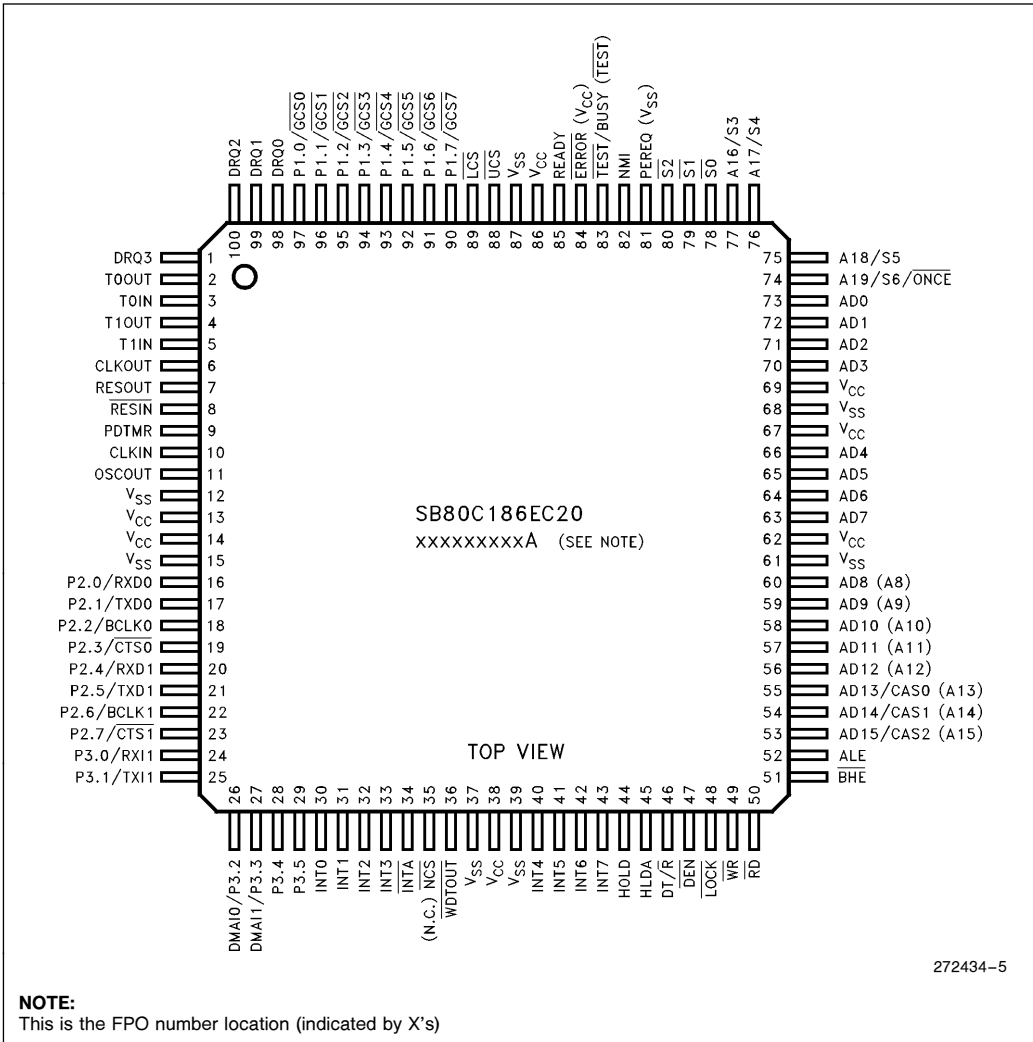 DRQ2
DRQ1
DRQ0
P1.0/GCS0
P1.1/GCS1
P1.2/GCS2
P1.3/GCS3
P1.4/GCS4
P1.5/GCS5
P1.6/GCS6
P1.7/GCS7
LCS
UCS
VSS
VCC
READY
ERROR (VCC)
TEST/BUSY (TEST)
NMI
PEREQ (VSS)
S2
S1
S0
A16/S3
A17/S4
100
99
98
97
96
95
94
93
92
91
90
89
88
87
86
85
84
83
82
81
80
79
78
77
76
DRQ3 1
T0OUT 2
T0IN 3
T1OUT 4
T1IN 5
CLKOUT 6
RESOUT 7
RESIN 8
PDTMR 9
CLKIN 10
OSCOUT 11
VSS 12
VCC 13
VCC 14
VSS 15
P2.0/RXD0 16
P2.1/TXD0 17
P2.2/BCLK0 18
P2.3/CTS0 19
P2.4/RXD1 20
P2.5/TXD1 21
P2.6/BCLK1 22
P2.7/CTS1 23
P3.0/RXI1 24
P3.1/TXI1 25
SB80C186EC20
XXXXXXXXXA (SEE NOTE)
TOP VIEW
75 A18/S5
74 A19/S6/ONCE
73 AD0
72 AD1
71 AD2
70 AD3
69 VCC
68 VSS
67 VCC
66 AD4
65 AD5
64 AD6
63 AD7
62 VCC
61 VSS
60 AD8 (A8)
59 AD9 (A9)
58 AD10 (A10)
57 AD11 (A11)
56 AD12 (A12)
55 AD13/CAS0 (A13)
54 AD14/CAS1 (A14)
53 AD15/CAS2 (A15)
52 ALE
51 BHE
26
27
28
29
30
31
32
33
34
35
36
37
38
39
40
41
42
43
44
45
46
47
48
49
50
DMAI0/P3.2
DMAI1/P3.3
P3.4
P3.5
INT0
INT1
INT2
INT3
INTA
(N.C.) NCS
WDTOUT
VSS
VCC
VSS
INT4
INT5
INT6
INT7
HOLD
HLDA
DT/R
DEN
LOCK
WR
RD
272434–5
NOTE:
This is the FPO number location (indicated by X's)